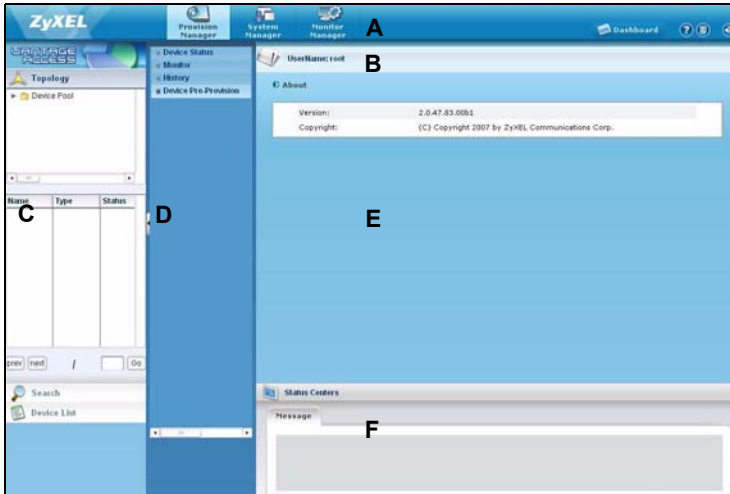 ZyXEL
Provision Manager
System Manager
Monitor Manager
A
Dashboard
?
VANTAGE ACCESS
Topology
Device Pool
Name Type Status
C
prev next / Go
Search
Device List
Device Status
Monitor
History
Device Pre-Provision
D
UserName: root
B
About
Version: 2.0.47.83.00b1
Copyright: (C) Copyright 2007 by ZyXEL Communications Corp.
E
Status Centers
Message
F